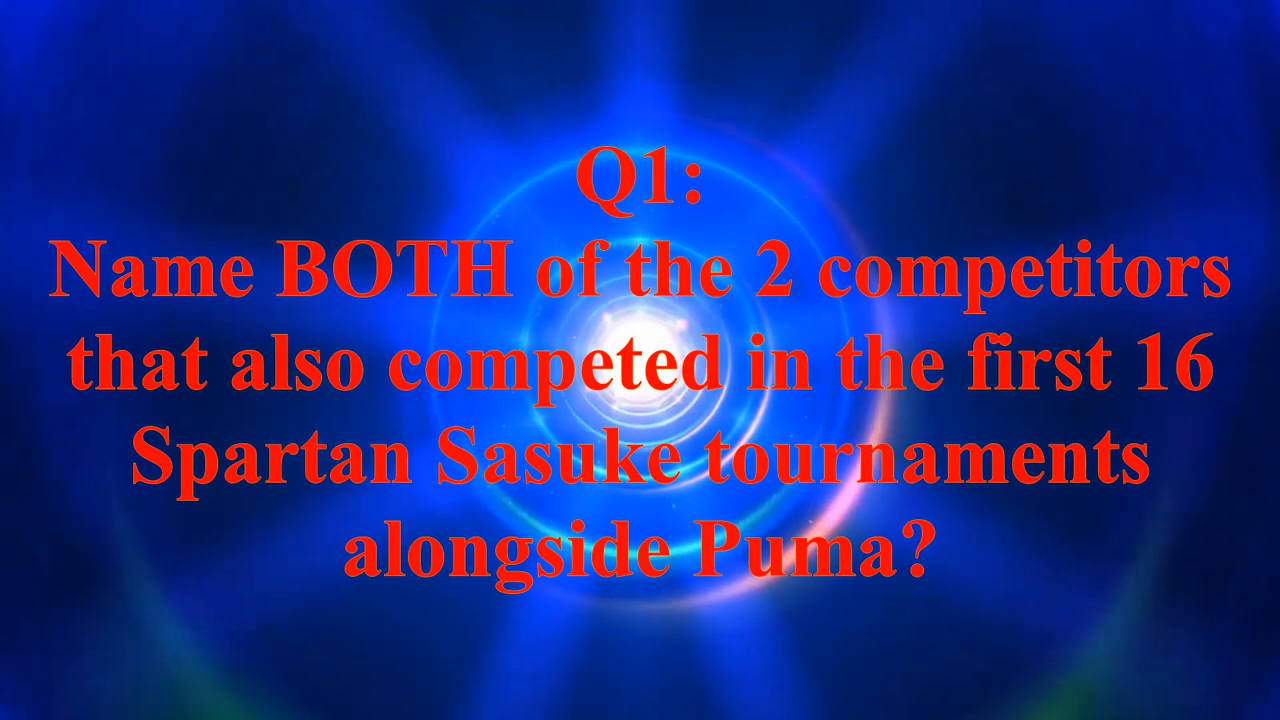 Q1:
Name BOTH of the 2 competitors
that also competed in the first 16
Spartan Sasuke tournaments
alongside Puma?